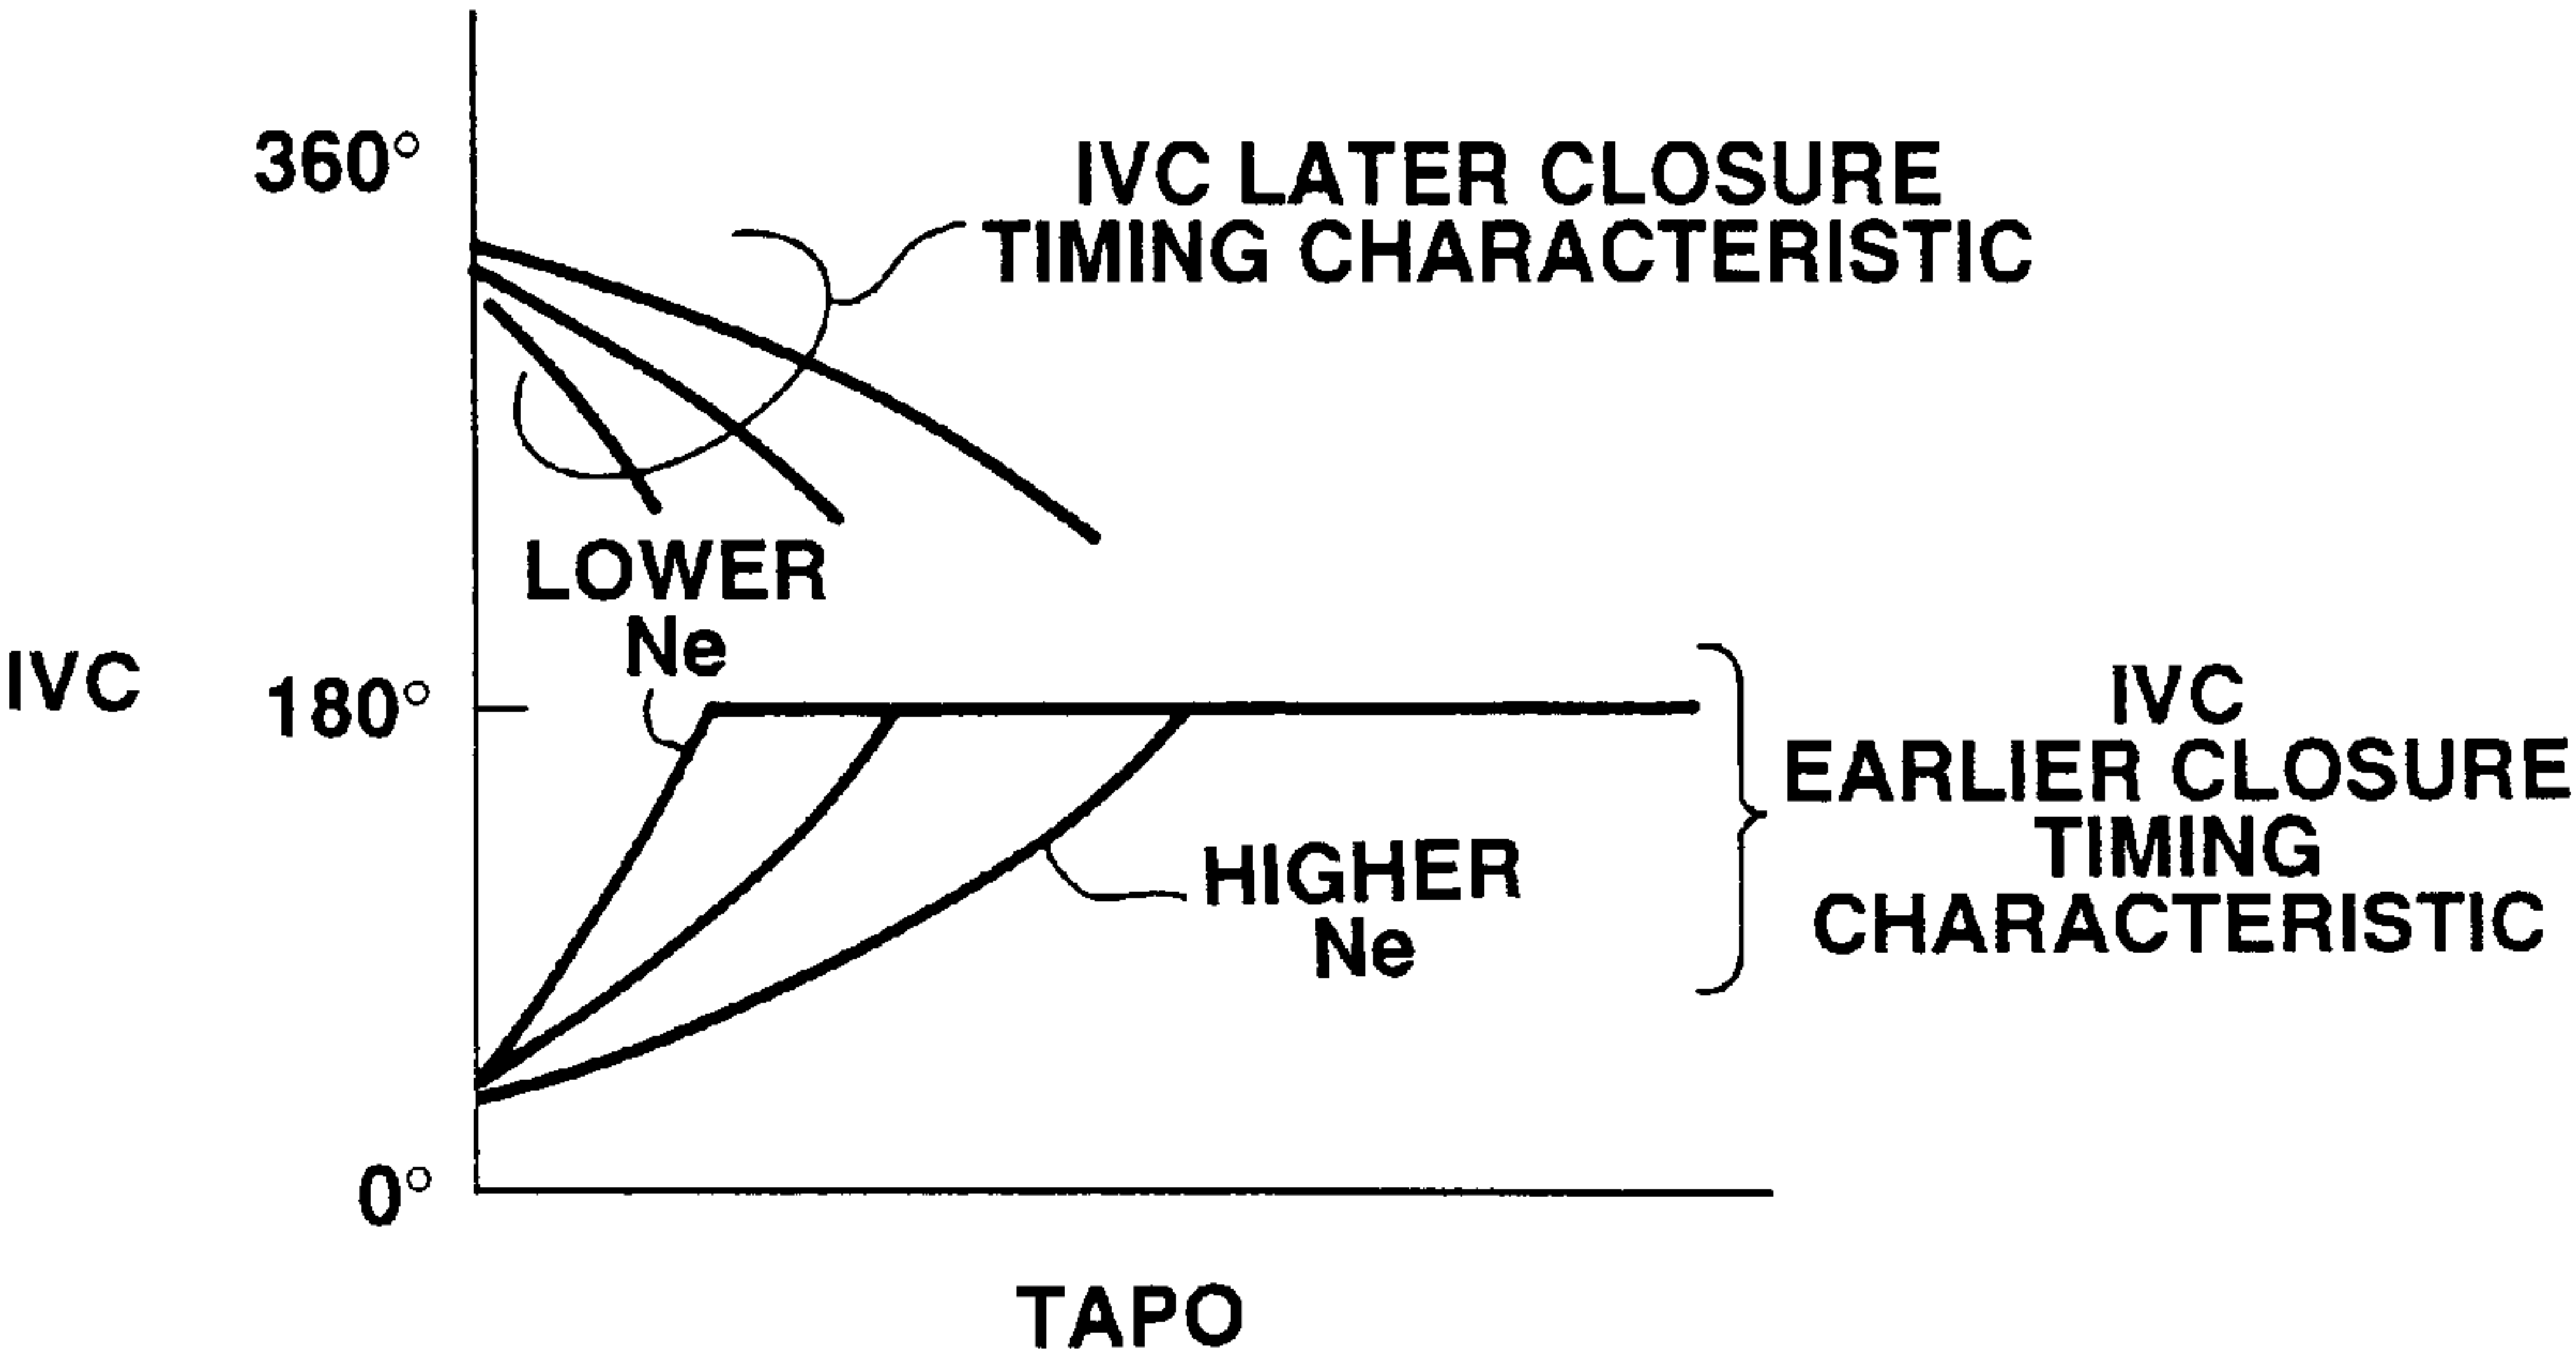 360°
IVC LATER CLOSURE
TIMING CHARACTERISTIC
LOWER
Ne
IVC
180°
IVC
EARLIER CLOSURE
TIMING
CHARACTERISTIC
HIGHER
Ne
0°
TAPO